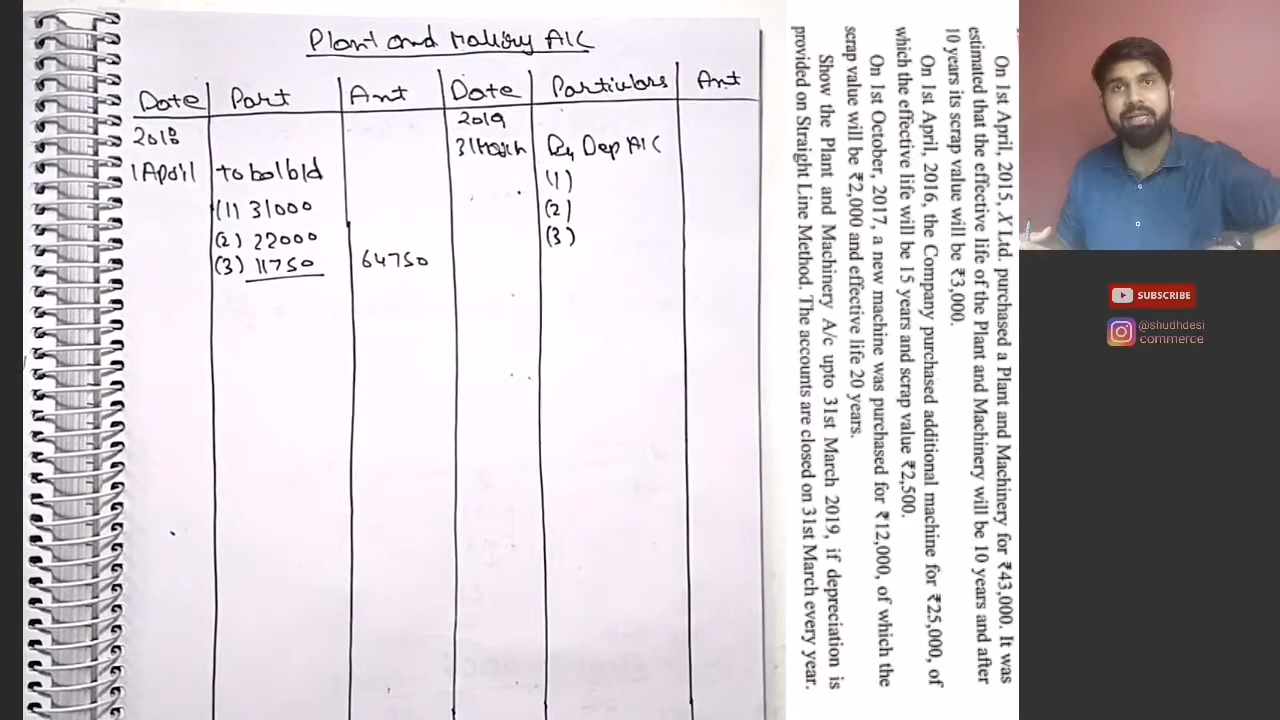 Plant and Mahinry A/C
Date Part Amt Date Particulars Amt
2018 2019
1 April to bal b/d 31 March By Dep A/C
(1) 31000 (1)
(2) 22000 (2)
(3) 11750 64750 (3)
On 1st April, 2015, X Ltd. purchased a Plant and Machinery for ₹43,000. It was
estimated that the effective life of the Plant and Machinery will be 10 years and after
10 years its scrap value will be ₹3,000.
On 1st April, 2016, the Company purchased additional machine for ₹25,000, of
which the effective life will be 15 years and scrap value ₹2,500.
On 1st October, 2017, a new machine was purchased for ₹12,000, of which the
scrap value will be ₹2,000 and effective life 20 years.
Show the Plant and Machinery A/c upto 31st March 2019, if depreciation is
provided on Straight Line Method. The accounts are closed on 31st March every year.
SUBSCRIBE
@shudhdesi
commerce